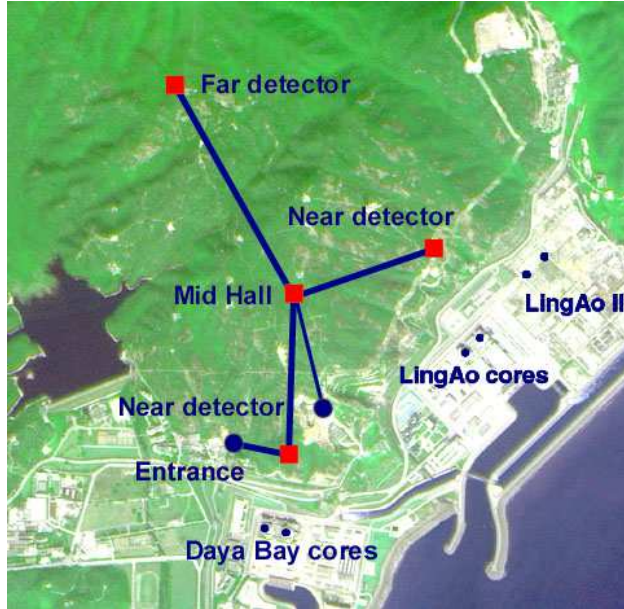 Far detector
Near detector
Mid Hall
LingAo II
LingAo cores
Near detector
Entrance
Daya Bay cores